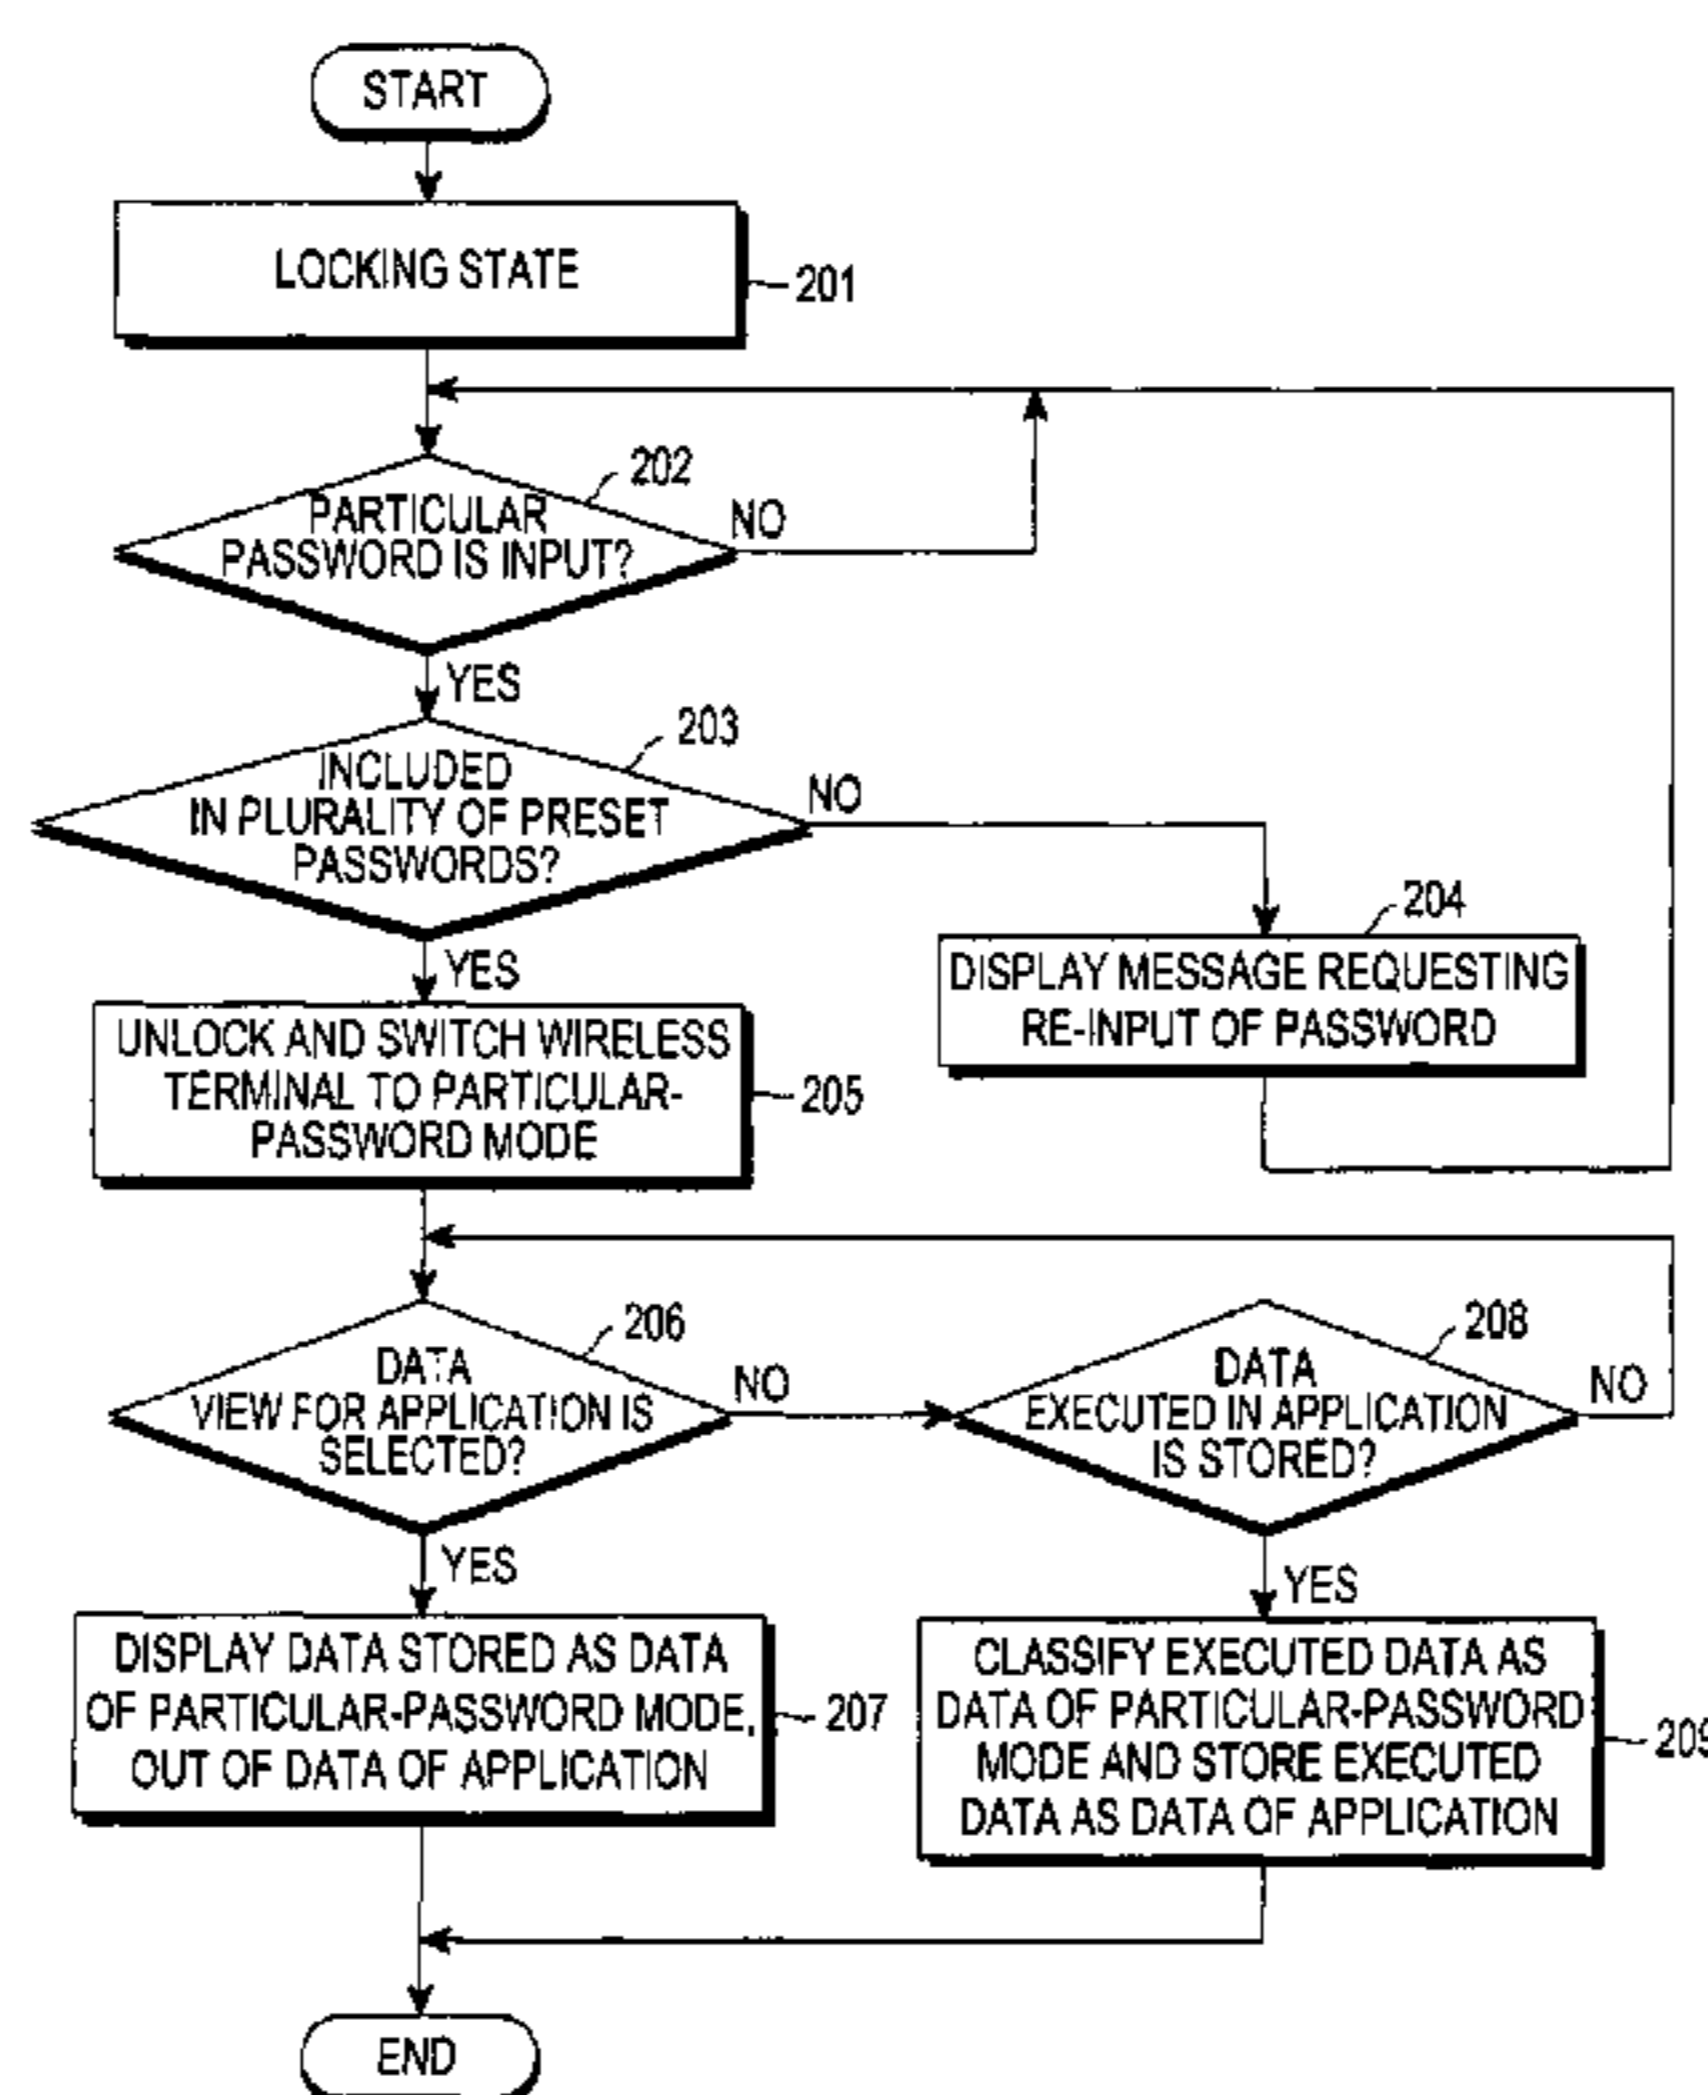 START
LOCKING STATE
201
202
PARTICULAR
PASSWORD IS INPUT?
NO
YES
203
INCLUDED
IN PLURALITY OF PRESET
PASSWORDS?
NO
204
DISPLAY MESSAGE REQUESTING
RE-INPUT OF PASSWORD
YES
UNLOCK AND SWITCH WIRELESS
TERMINAL TO PARTICULAR-
PASSWORD MODE
205
206
DATA
VIEW FOR APPLICATION IS
SELECTED?
NO
208
DATA
EXECUTED IN APPLICATION
IS STORED?
NO
YES
DISPLAY DATA STORED AS DATA
OF PARTICULAR-PASSWORD MODE,
OUT OF DATA OF APPLICATION
207
YES
CLASSIFY EXECUTED DATA AS
DATA OF PARTICULAR-PASSWORD
MODE AND STORE EXECUTED
DATA AS DATA OF APPLICATION
209
END